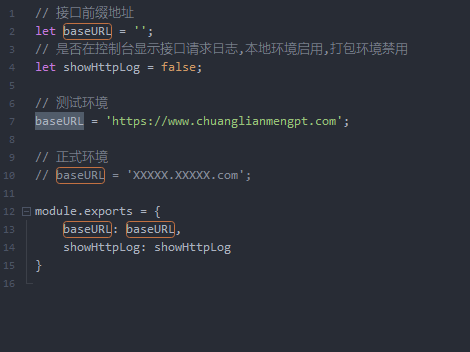 1 // 接口前缀地址
2 let baseURL = '';
3 // 是否在控制台显示接口请求日志,本地环境启用,打包环境禁用
4 let showHttpLog = false;
5
6 // 测试环境
7 baseURL = 'https://www.chuanglianmengpt.com';
8
9 // 正式环境
10 // baseURL = 'XXXXX.XXXXX.com';
11
12 module.exports = {
13     baseURL: baseURL,
14     showHttpLog: showHttpLog
15 }
16